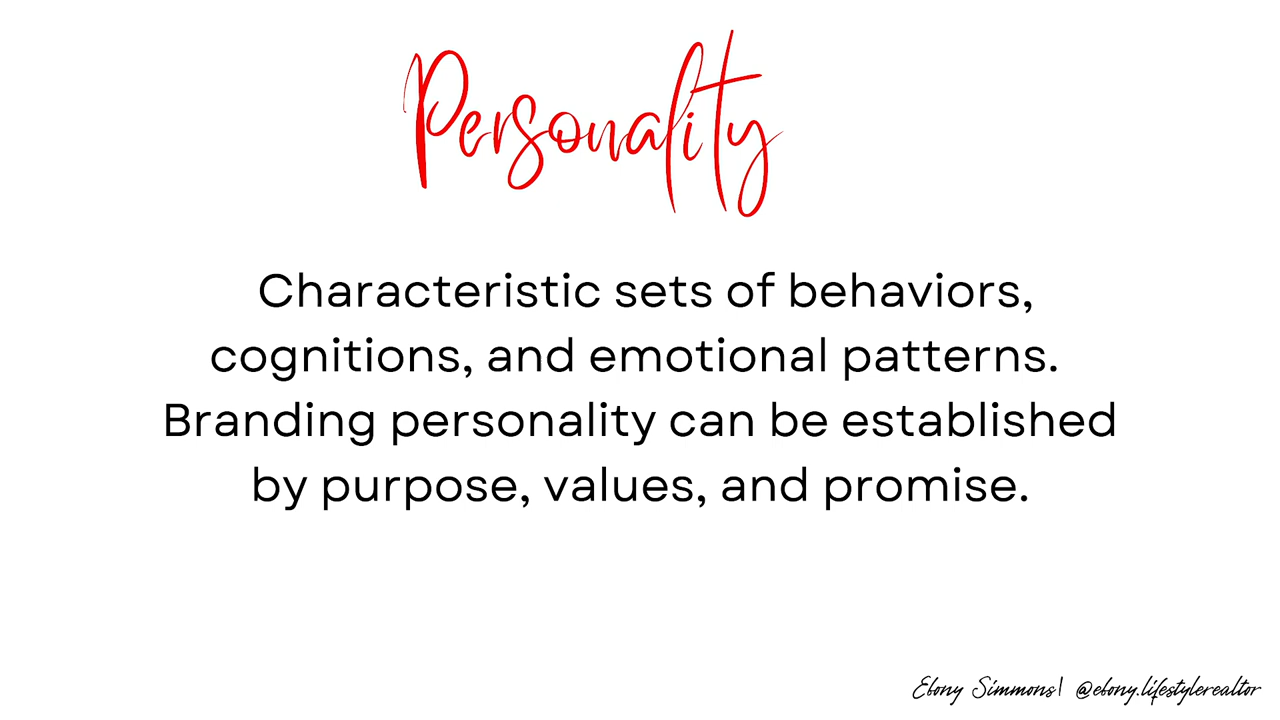 Personality
Characteristic sets of behaviors,
cognitions, and emotional patterns.
Branding personality can be established
by purpose, values, and promise.
Ebony Simmons| @ebony.lifestylerealtor